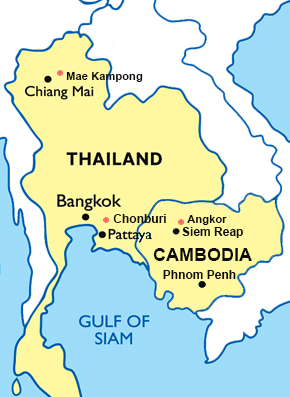 Mae Kampong
Chiang Mai
THAILAND
Bangkok
Chonburi
Pattaya
Angkor
Siem Reap
CAMBODIA
Phnom Penh
GULF OF
SIAM